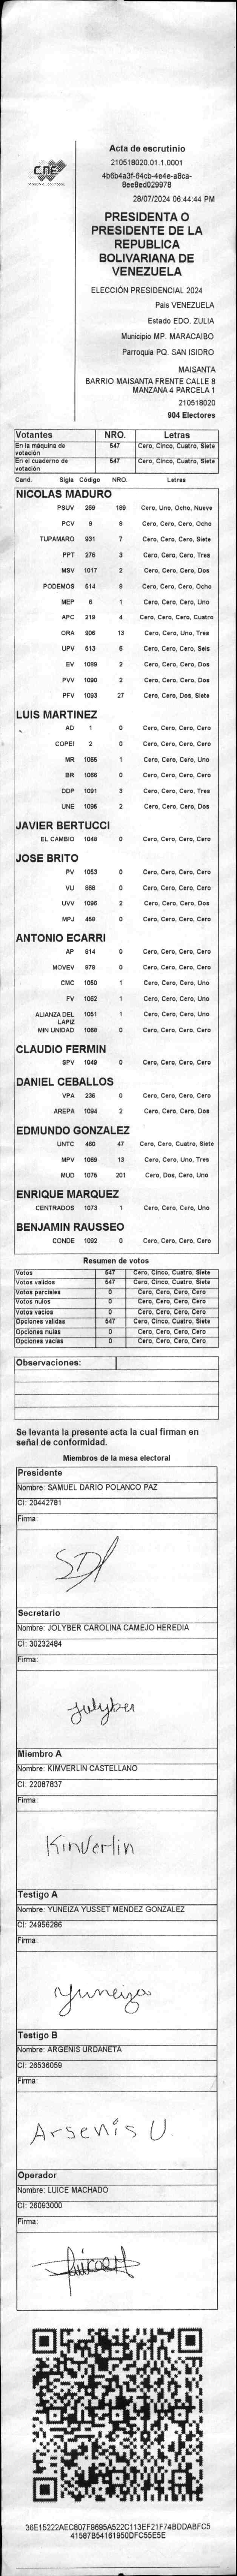 CNE
Acta de escrutinio
210518020.01.1.0001
4b6b4a3f-64cb-4e4e-a8ca-
8ee8ed029978
28/07/2024 06:44:44 PM
PRESIDENTA O
PRESIDENTE DE LA
REPUBLICA
BOLIVARIANA DE
VENEZUELA
ELECCIÓN PRESIDENCIAL 2024
Pais VENEZUELA
Estado EDO. ZULIA
Municipio MP. MARACAIBO
Parroquia PQ. SAN ISIDRO
MAISANTA
BARRIO MAISANTA FRENTE CALLE 8
MANZANA 4 PARCELA 1
210518020
904 Electores
Votantes NRO. Letras
En la máquina de votación 547 Cero, Cinco, Cuatro, Siete
En el cuaderno de votación 547 Cero, Cinco, Cuatro, Siete
Cand. Sigla Código NRO. Letras
NICOLAS MADURO
PSUV 269 189 Cero, Uno, Ocho, Nueve
PCV 9 8 Cero, Cero, Cero, Ocho
TUPAMARO 931 7 Cero, Cero, Cero, Siete
PPT 276 3 Cero, Cero, Cero, Tres
MSV 1017 2 Cero, Cero, Cero, Dos
PODEMOS 514 8 Cero, Cero, Cero, Ocho
MEP 6 1 Cero, Cero, Cero, Uno
APC 219 4 Cero, Cero, Cero, Cuatro
ORA 906 13 Cero, Cero, Uno, Tres
UPV 513 6 Cero, Cero, Cero, Seis
EV 1089 2 Cero, Cero, Cero, Dos
PVV 1090 2 Cero, Cero, Cero, Dos
PFV 1093 27 Cero, Cero, Dos, Siete
LUIS MARTINEZ
AD 1 0 Cero, Cero, Cero, Cero
COPEI 2 0 Cero, Cero, Cero, Cero
MR 1065 1 Cero, Cero, Cero, Uno
BR 1066 0 Cero, Cero, Cero, Cero
DDP 1091 3 Cero, Cero, Cero, Tres
UNE 1095 2 Cero, Cero, Cero, Dos
JAVIER BERTUCCI
EL CAMBIO 1048 0 Cero, Cero, Cero, Cero
JOSE BRITO
PV 1053 0 Cero, Cero, Cero, Cero
VU 868 0 Cero, Cero, Cero, Cero
UVV 1096 2 Cero, Cero, Cero, Dos
MPJ 458 0 Cero, Cero, Cero, Cero
ANTONIO ECARRI
AP 814 0 Cero, Cero, Cero, Cero
MOVEV 978 0 Cero, Cero, Cero, Cero
CMC 1050 1 Cero, Cero, Cero, Uno
FV 1062 1 Cero, Cero, Cero, Uno
ALIANZA DEL LAPIZ 1051 1 Cero, Cero, Cero, Uno
MIN UNIDAD 1088 0 Cero, Cero, Cero, Cero
CLAUDIO FERMIN
SPV 1049 0 Cero, Cero, Cero, Cero
DANIEL CEBALLOS
VPA 236 0 Cero, Cero, Cero, Cero
AREPA 1094 2 Cero, Cero, Cero, Dos
EDMUNDO GONZALEZ
UNTC 460 47 Cero, Cero, Cuatro, Siete
MPV 1069 13 Cero, Cero, Uno, Tres
MUD 1075 201 Cero, Dos, Cero, Uno
ENRIQUE MARQUEZ
CENTRADOS 1073 1 Cero, Cero, Cero, Uno
BENJAMIN RAUSSEO
CONDE 1092 0 Cero, Cero, Cero, Cero
Resumen de votos
Votos 547 Cero, Cinco, Cuatro, Siete
Votos validos 547 Cero, Cinco, Cuatro, Siete
Votos parciales 0 Cero, Cero, Cero, Cero
Votos nulos 0 Cero, Cero, Cero, Cero
Votos vacios 0 Cero, Cero, Cero, Cero
Opciones validas 547 Cero, Cinco, Cuatro, Siete
Opciones nulas 0 Cero, Cero, Cero, Cero
Opciones vacias 0 Cero, Cero, Cero, Cero
Observaciones:
Se levanta la presente acta la cual firman en
señal de conformidad.
Miembros de la mesa electoral
Presidente
Nombre: SAMUEL DARIO POLANCO PAZ
CI: 20442781
Firma:
Secretario
Nombre: JOLYBER CAROLINA CAMEJO HEREDIA
CI: 30232484
Firma:
Jolyber
Miembro A
Nombre: KIMVERLIN CASTELLANO
CI: 22087837
Firma:
Kinverlin
Testigo A
Nombre: YUNEIZA YUSSET MENDEZ GONZALEZ
CI: 24956286
Firma:
Yuneiza
Testigo B
Nombre: ARGENIS URDANETA
CI: 26536059
Firma:
Arsenis U.
Operador
Nombre: LUICE MACHADO
CI: 26093000
Firma:
36E15222AEC807F9695A522C113EF21F74BDDABFC5
41587B54161950DFC55E5E